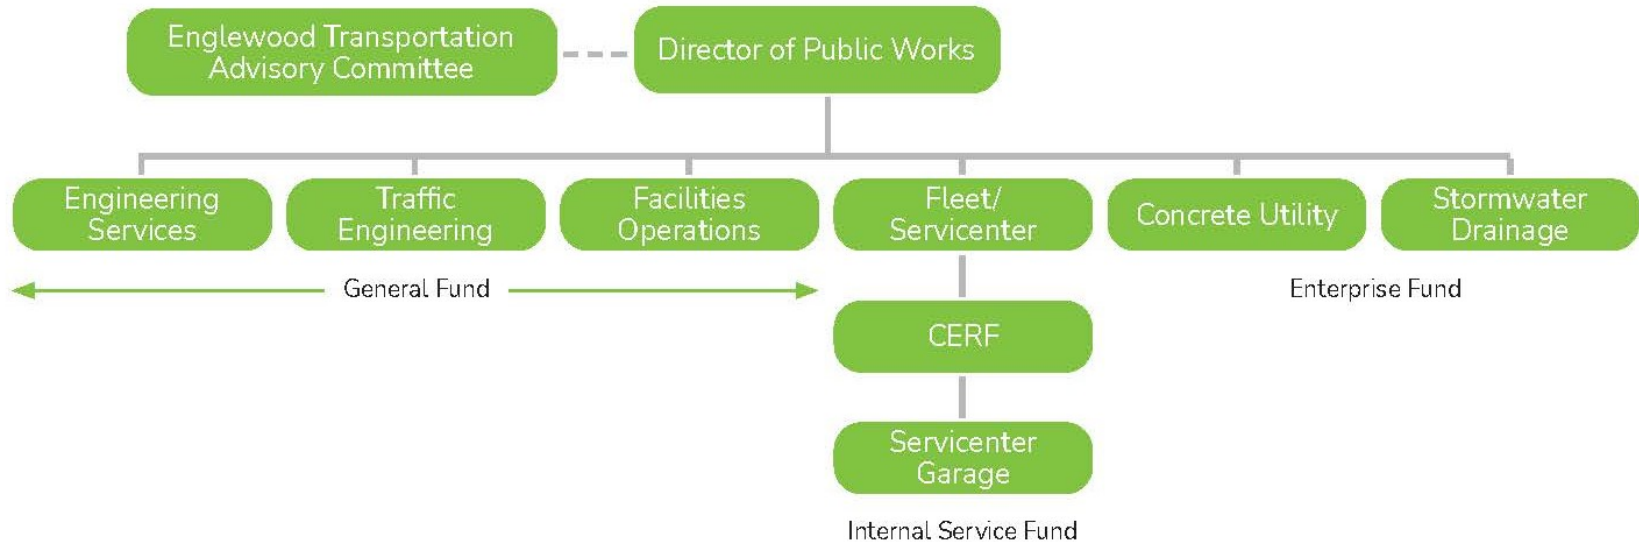 Englewood Transportation
Advisory Committee
Director of Public Works
Engineering
Services
Traffic
Engineering
Facilities
Operations
Fleet/
Servicenter
Concrete Utility
Stormwater
Drainage
General Fund
Enterprise Fund
CERF
Servicenter
Garage
Internal Service Fund